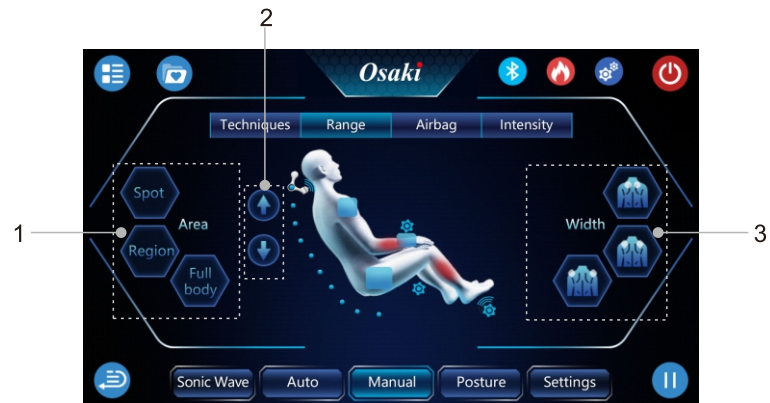 2
Osaki
Techniques Range Airbag Intensity
Spot
Area
Width
1
3
Region
Full
body
Sonic Wave Auto Manual Posture Settings